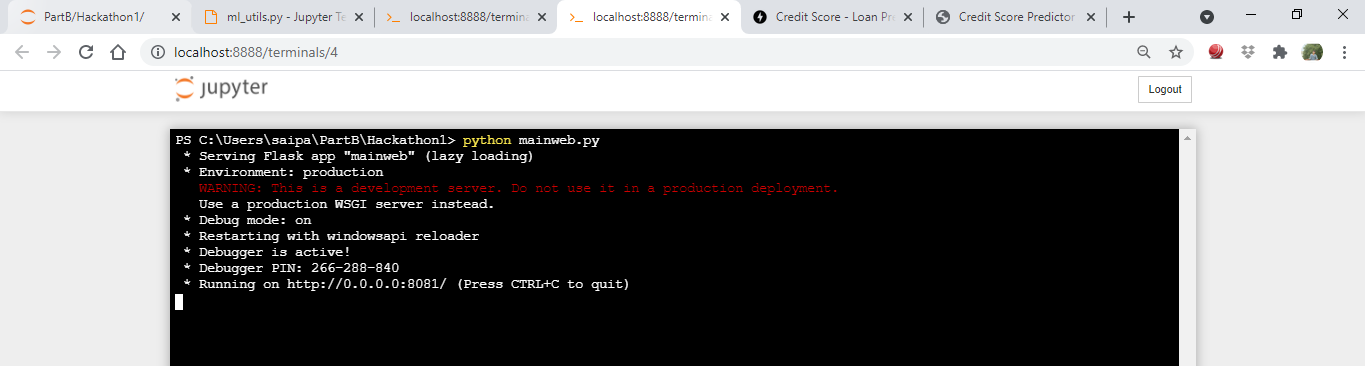 PartB/Hackathon1/
ml_utils.py - Jupyter Te
localhost:8888/termina
localhost:8888/termina
Credit Score - Loan Pr
Credit Score Predictor
localhost:8888/terminals/4
jupyter
Logout
PS C:\Users\saipa\PartB\Hackathon1> python mainweb.py
* Serving Flask app "mainweb" (lazy loading)
* Environment: production
WARNING: This is a development server. Do not use it in a production deployment.
Use a production WSGI server instead.
* Debug mode: on
* Restarting with windowsapi reloader
* Debugger is active!
* Debugger PIN: 266-288-840
* Running on http://0.0.0.0:8081/ (Press CTRL+C to quit)